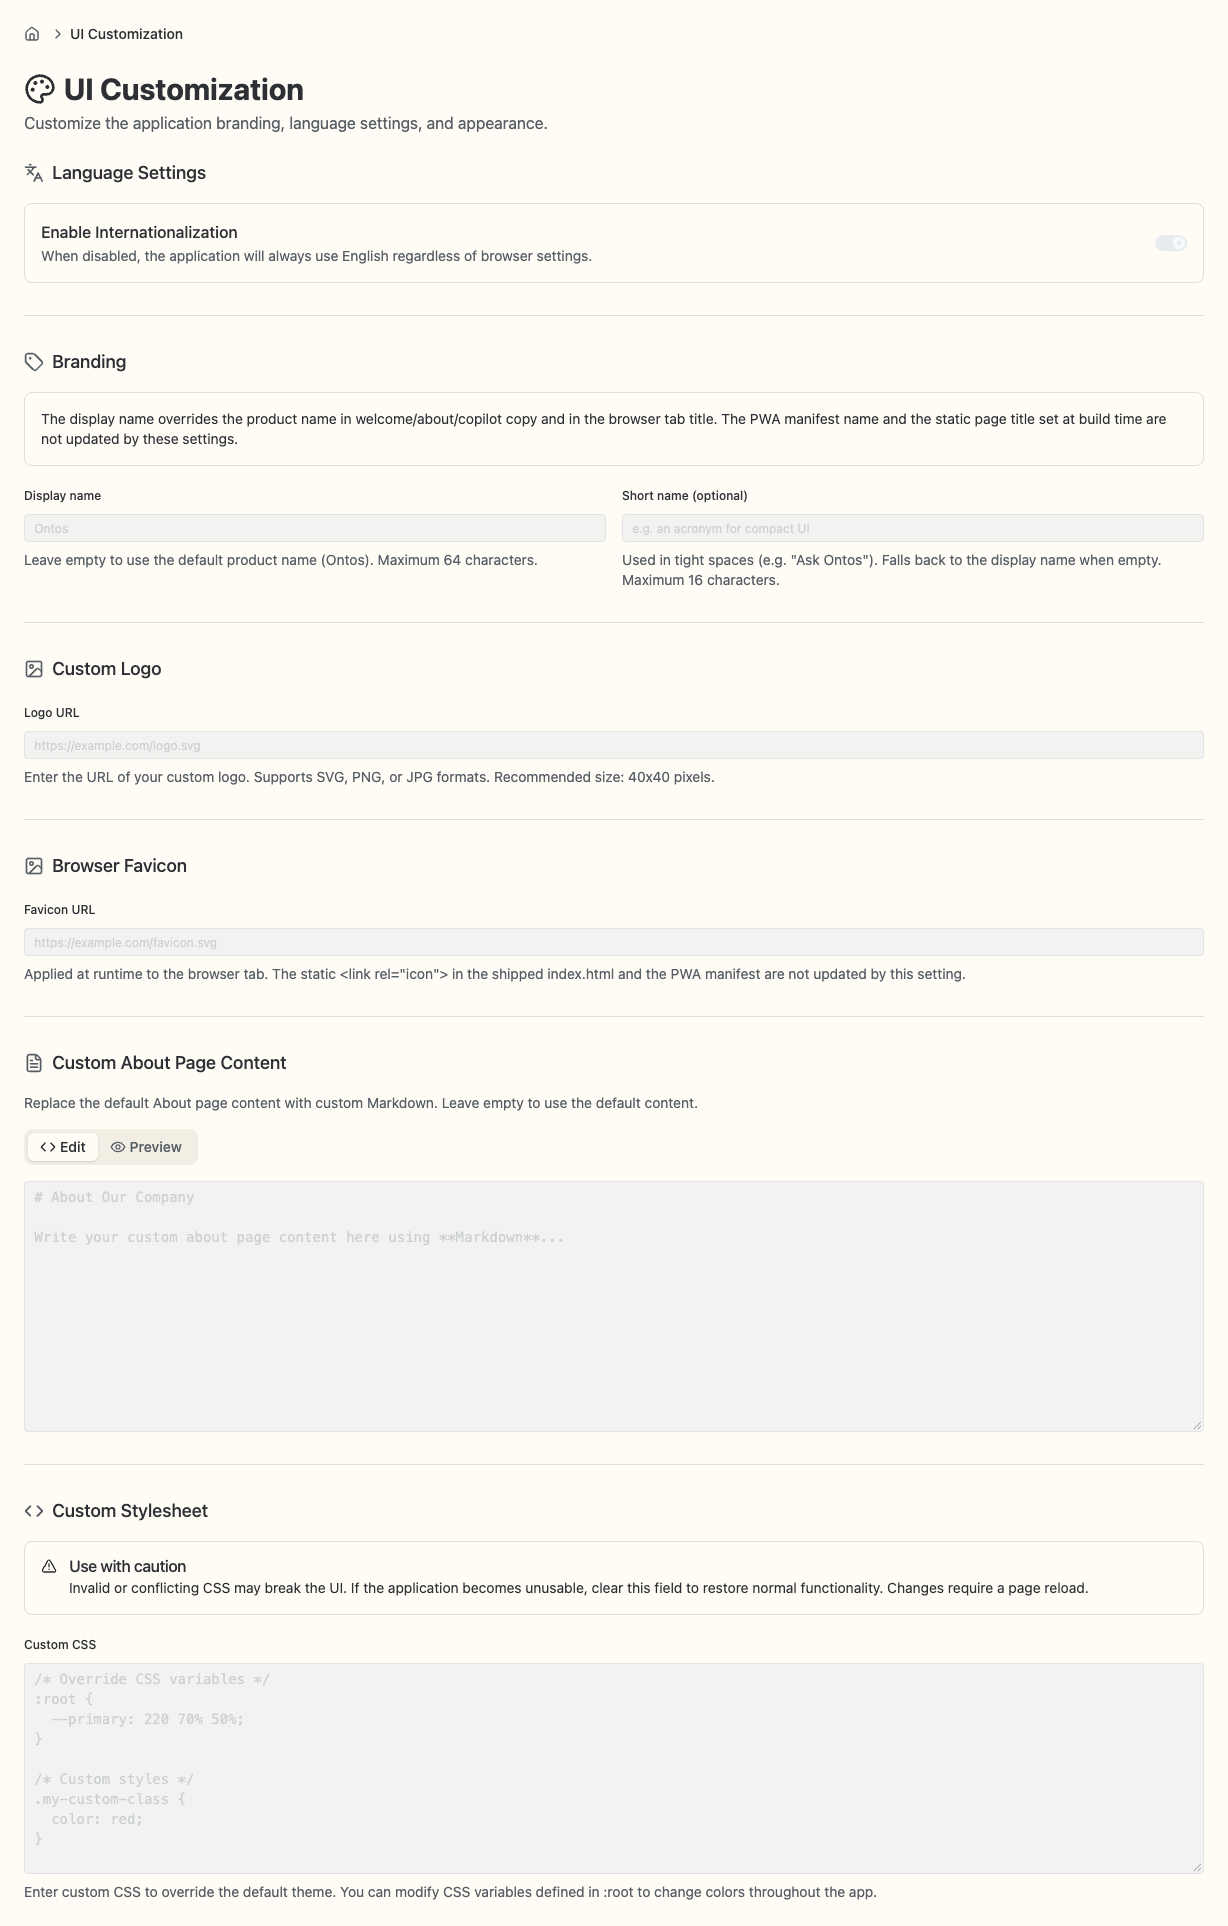 UI Customization
UI Customization
Customize the application branding, language settings, and appearance.
Language Settings
Enable Internationalization
When disabled, the application will always use English regardless of browser settings.
Branding
The display name overrides the product name in welcome/about/copilot copy and in the browser tab title. The PWA manifest name and the static page title set at build time are
not updated by these settings.
Display name
Ontos
Leave empty to use the default product name (Ontos). Maximum 64 characters.
Short name (optional)
e.g. an acronym for compact UI
Used in tight spaces (e.g. "Ask Ontos"). Falls back to the display name when empty.
Maximum 16 characters.
Custom Logo
Logo URL
https://example.com/logo.svg
Enter the URL of your custom logo. Supports SVG, PNG, or JPG formats. Recommended size: 40x40 pixels.
Browser Favicon
Favicon URL
https://example.com/favicon.svg
Applied at runtime to the browser tab. The static <link rel="icon"> in the shipped index.html and the PWA manifest are not updated by this setting.
Custom About Page Content
Replace the default About page content with custom Markdown. Leave empty to use the default content.
Edit Preview
# About Our Company
Write your custom about page content here using **Markdown**...
Custom Stylesheet
Use with caution
Invalid or conflicting CSS may break the UI. If the application becomes unusable, clear this field to restore normal functionality. Changes require a page reload.
Custom CSS
/* Override CSS variables */
:root {
--primary: 220 70% 50%;
}
/* Custom styles */
.my-custom-class {
color: red;
}
Enter custom CSS to override the default theme. You can modify CSS variables defined in :root to change colors throughout the app.